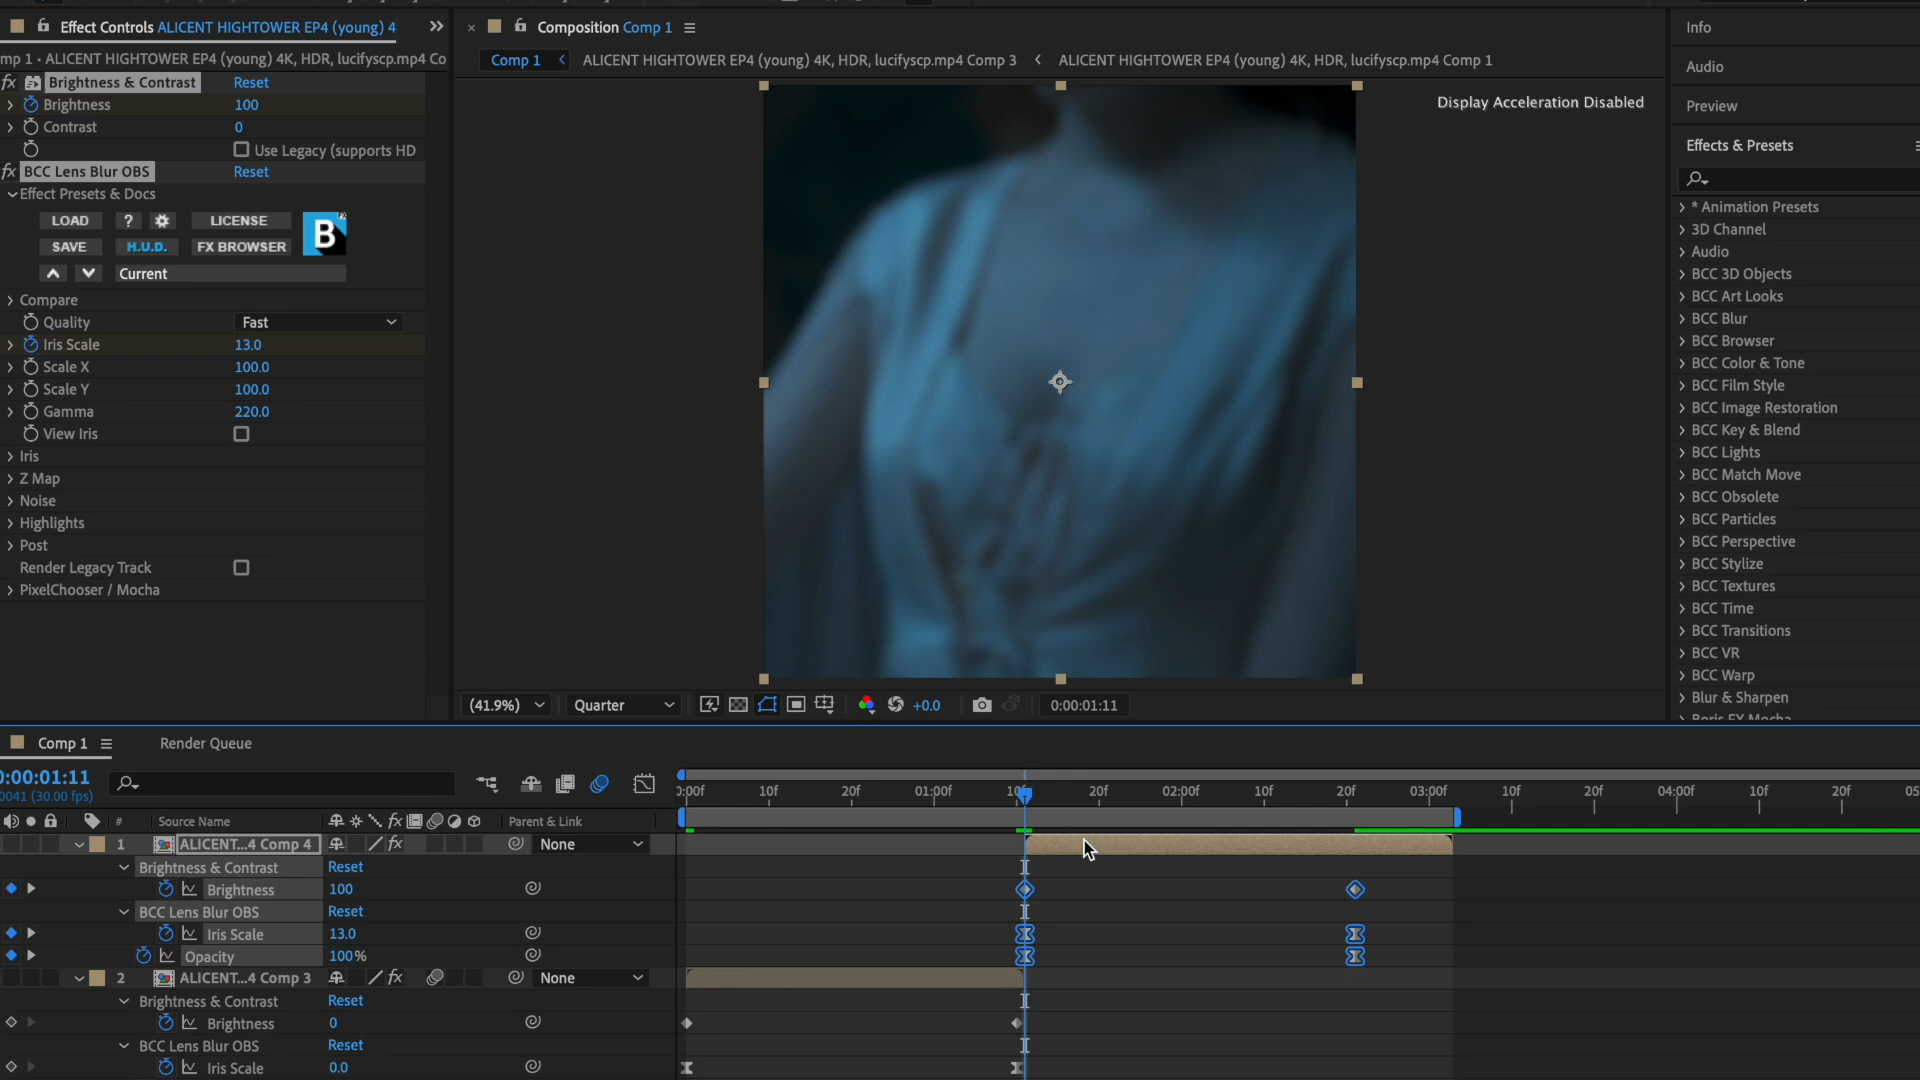 Effect Controls ALICENT HIGHTOWER EP4 (young) 4
mp 1 • ALICENT HIGHTOWER EP4 (young) 4K, HDR, lucifyscp.mp4 Co
fx Brightness & Contrast Reset
Brightness 100
Contrast 0
Use Legacy (supports HD
fx BCC Lens Blur OBS Reset
Effect Presets & Docs
LOAD ? LICENSE B
SAVE H.U.D. FX BROWSER
Current
Compare
Quality Fast
Iris Scale 13.0
Scale X 100.0
Scale Y 100.0
Gamma 220.0
View Iris
Iris
Z Map
Noise
Highlights
Post
Render Legacy Track
PixelChooser / Mocha
Composition Comp 1
Comp 1 ALICENT HIGHTOWER EP4 (young) 4K, HDR, lucifyscp.mp4 Comp 3 ALICENT HIGHTOWER EP4 (young) 4K, HDR, lucifyscp.mp4 Comp 1
Display Acceleration Disabled
(41.9%) Quarter +0.0 0:00:01:11
Info
Audio
Preview
Effects & Presets
* Animation Presets
3D Channel
Audio
BCC 3D Objects
BCC Art Looks
BCC Blur
BCC Browser
BCC Color & Tone
BCC Film Style
BCC Image Restoration
BCC Key & Blend
BCC Lights
BCC Match Move
BCC Obsolete
BCC Particles
BCC Perspective
BCC Stylize
BCC Textures
BCC Time
BCC Transitions
BCC VR
BCC Warp
Blur & Sharpen
Boris FX Mocha
Comp 1 Render Queue
0:00:01:11
0041 (30.00 fps)
0:00f 10f 20f 01:00f 10f 20f 02:00f 10f 20f 03:00f 10f 20f 04:00f 10f 20f 05
# Source Name fx Parent & Link
1 ALICENT...4 Comp 4 fx None
Brightness & Contrast Reset
Brightness 100
BCC Lens Blur OBS Reset
Iris Scale 13.0
Opacity 100%
2 ALICENT...4 Comp 3 fx None
Brightness & Contrast Reset
Brightness 0
BCC Lens Blur OBS Reset
Iris Scale 0.0